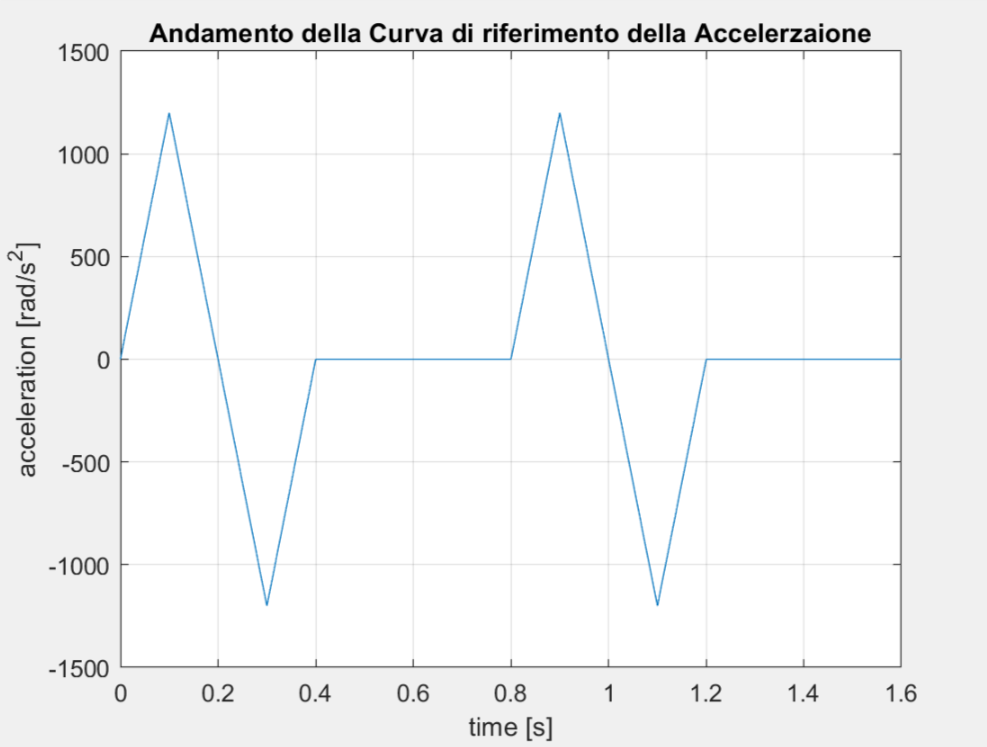 Andamento della Curva di riferimento della Accelerzaione
1500
1000
500
0
-500
-1000
-1500
acceleration [rad/s²]
0 0.2 0.4 0.6 0.8 1 1.2 1.4 1.6
time [s]